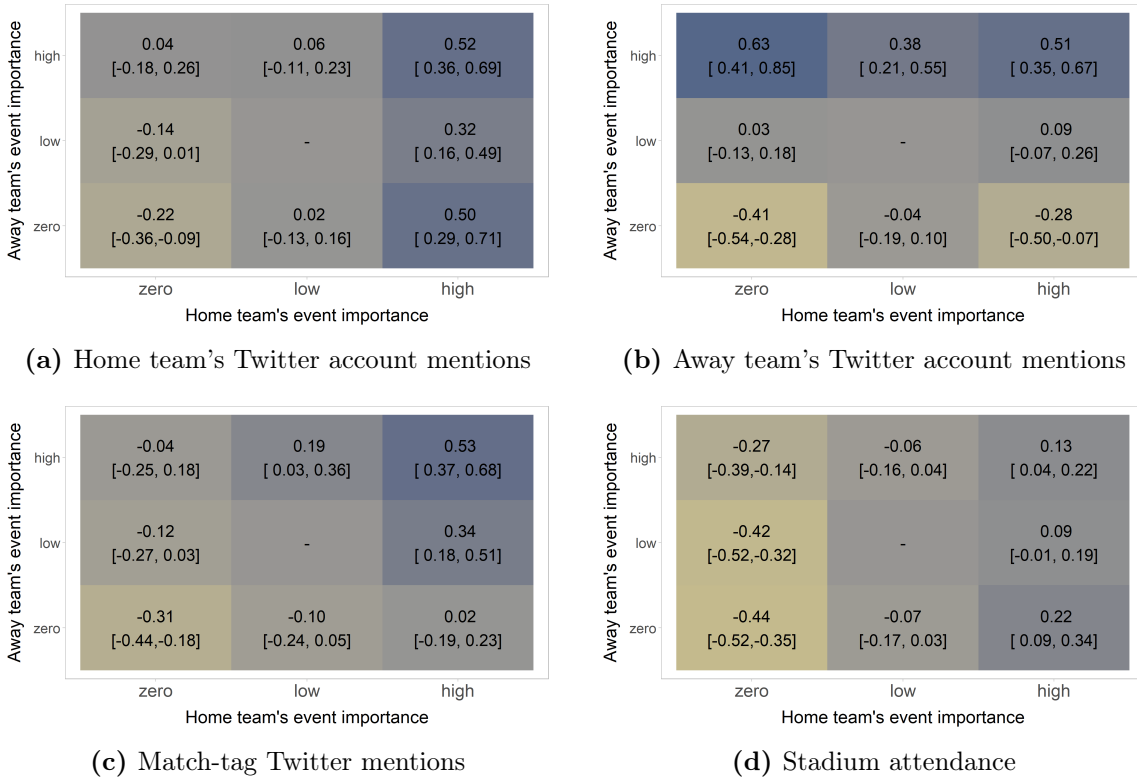 Away team's event importance
high
low
zero
0.04
[-0.18, 0.26]
0.06
[-0.11, 0.23]
0.52
[ 0.36, 0.69]
-0.14
[-0.29, 0.01]
-
0.32
[ 0.16, 0.49]
-0.22
[-0.36,-0.09]
0.02
[-0.13, 0.16]
0.50
[ 0.29, 0.71]
zero
low
high
Home team's event importance
(a) Home team's Twitter account mentions
Away team's event importance
high
low
zero
0.63
[ 0.41, 0.85]
0.38
[ 0.21, 0.55]
0.51
[ 0.35, 0.67]
0.03
[-0.13, 0.18]
-
0.09
[-0.07, 0.26]
-0.41
[-0.54,-0.28]
-0.04
[-0.19, 0.10]
-0.28
[-0.50,-0.07]
zero
low
high
Home team's event importance
(b) Away team's Twitter account mentions
Away team's event importance
high
low
zero
-0.04
[-0.25, 0.18]
0.19
[ 0.03, 0.36]
0.53
[ 0.37, 0.68]
-0.12
[-0.27, 0.03]
-
0.34
[ 0.18, 0.51]
-0.31
[-0.44,-0.18]
-0.10
[-0.24, 0.05]
0.02
[-0.19, 0.23]
zero
low
high
Home team's event importance
(c) Match-tag Twitter mentions
Away team's event importance
high
low
zero
-0.27
[-0.39,-0.14]
-0.06
[-0.16, 0.04]
0.13
[ 0.04, 0.22]
-0.42
[-0.52,-0.32]
-
0.09
[-0.01, 0.19]
-0.44
[-0.52,-0.35]
-0.07
[-0.17, 0.03]
0.22
[ 0.09, 0.34]
zero
low
high
Home team's event importance
(d) Stadium attendance